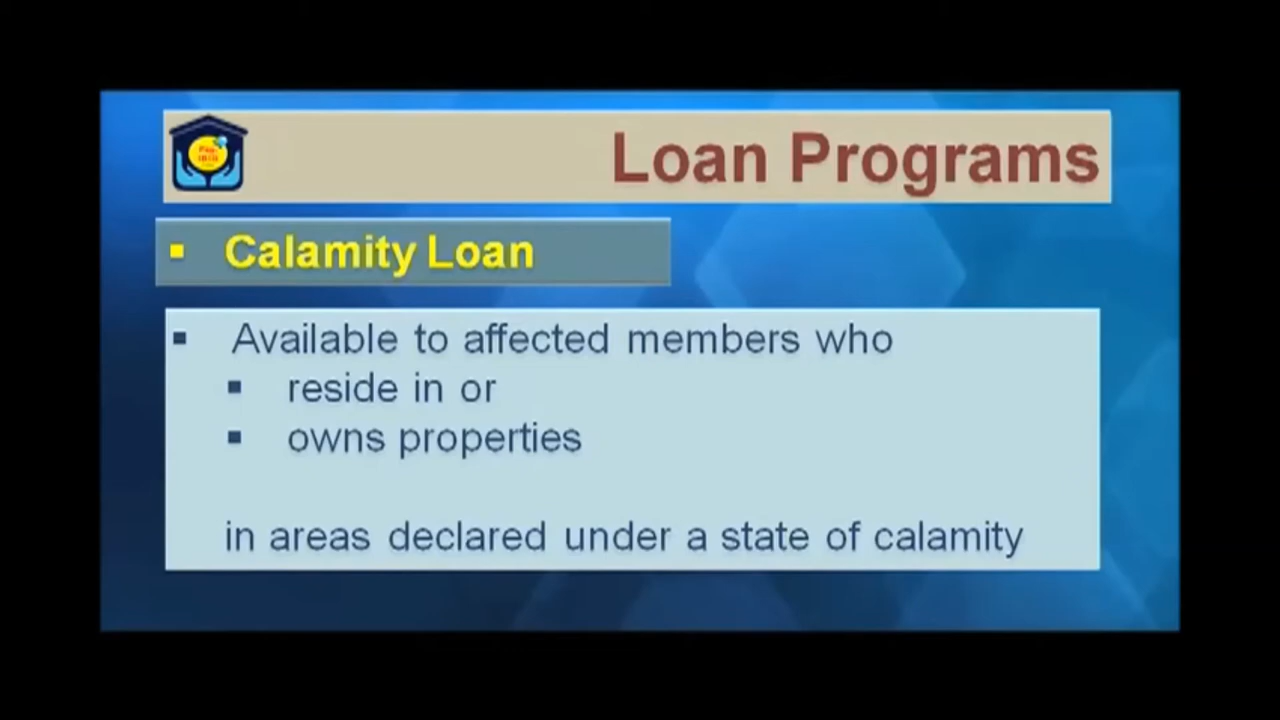 Loan Programs
▪ Calamity Loan
▪ Available to affected members who
▪ reside in or
▪ owns properties
in areas declared under a state of calamity